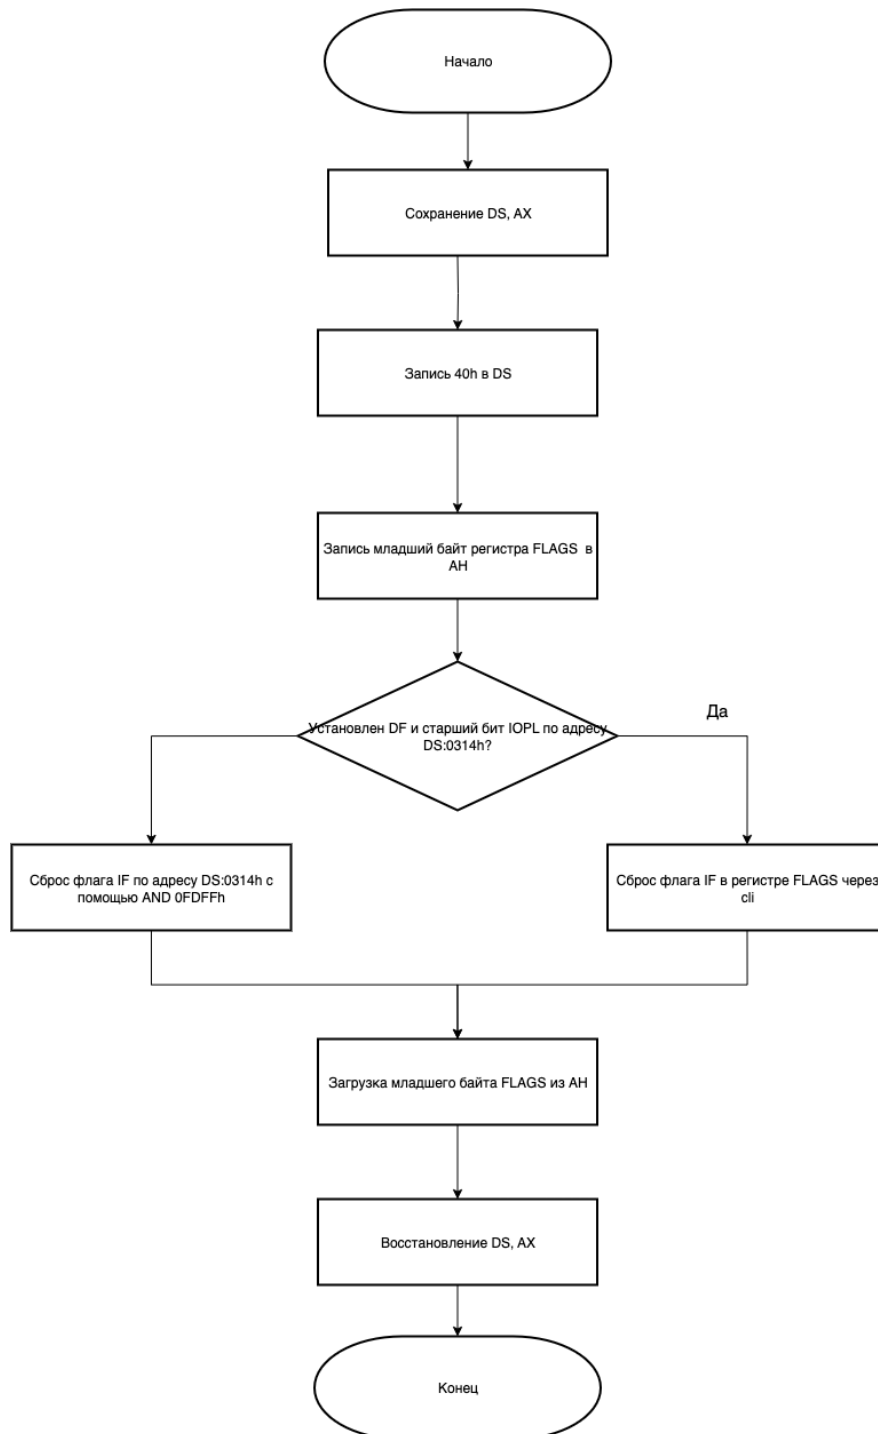 Начало
Сохранение DS, AX
Запись 40h в DS
Запись младший байт регистра FLAGS в
AH
Да
Установлен DF и старший бит IOPL по адресу
DS:0314h?
Сброс флага IF по адресу DS:0314h с
помощью AND 0FDFFh
Сброс флага IF в регистре FLAGS через
cli
Загрузка младшего байта FLAGS из AH
Восстановление DS, AX
Конец